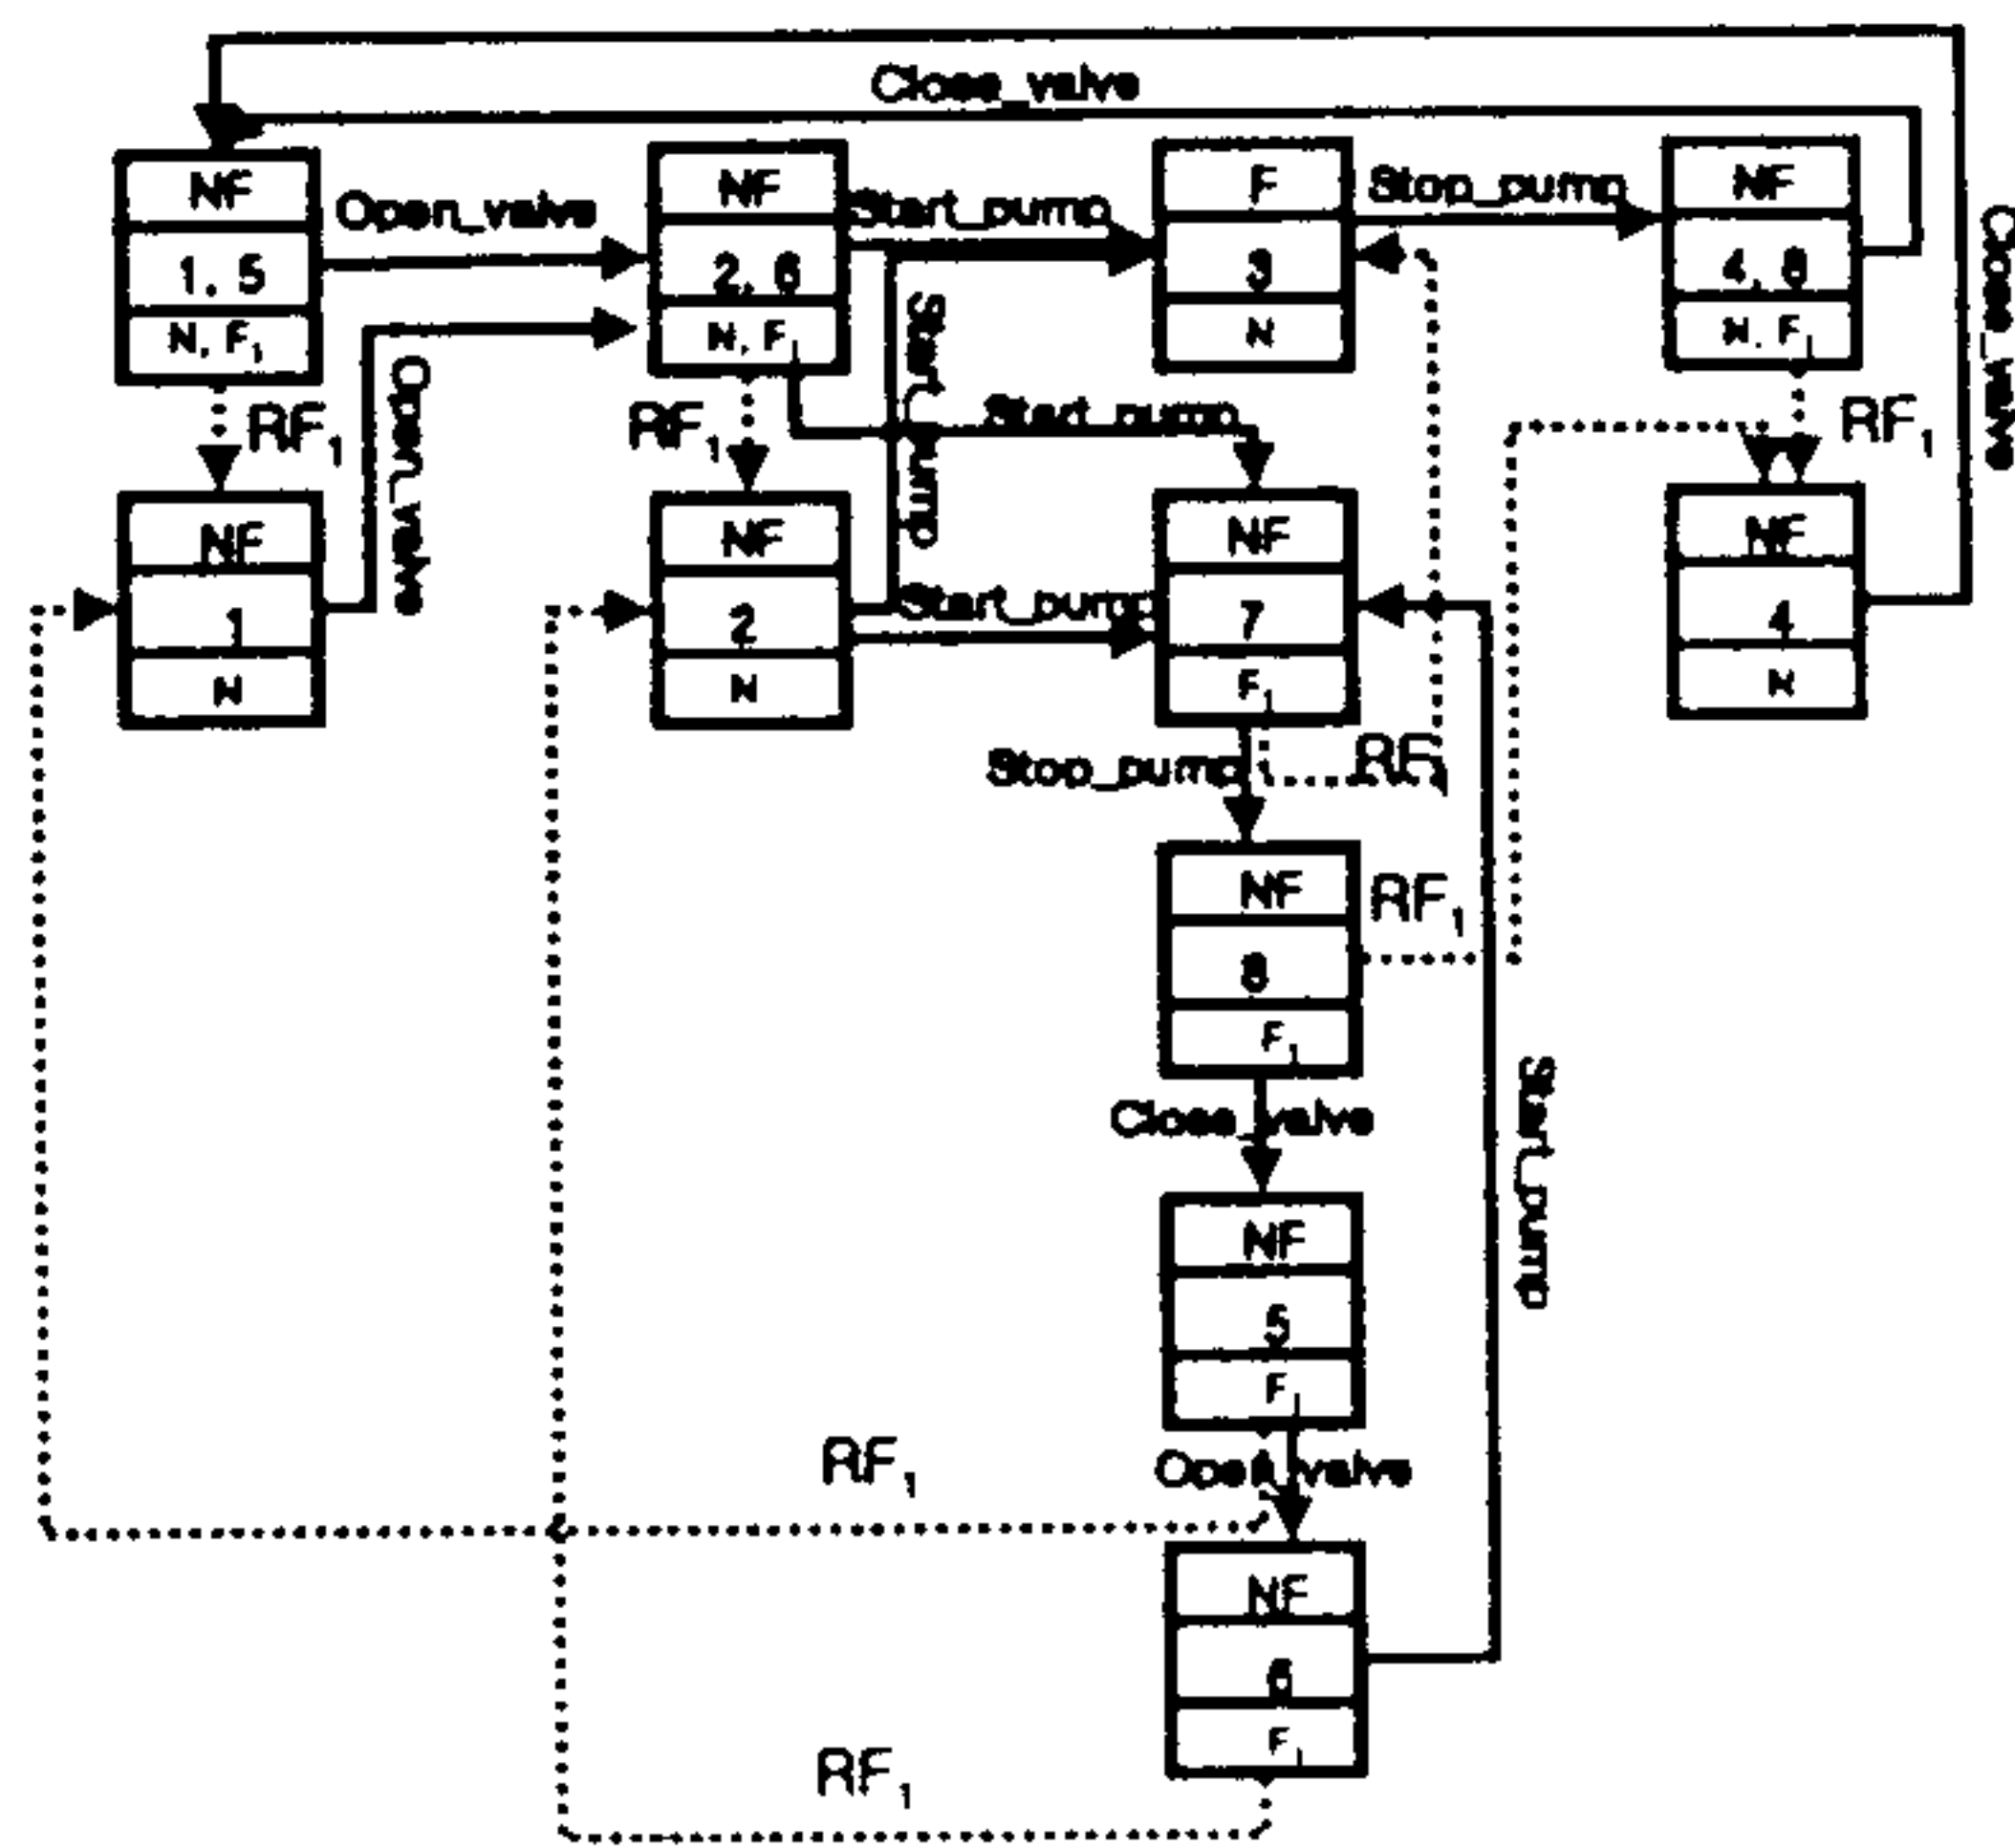 Close_valve
NF
1, 5
N, F1
Open_valve
NF
2, 6
N, F1
Start_pump
F
3
N
Stop_pump
NF
4, 8
N, F1
Close_valve
RF1
Open_valve
RF1
Start_pump
Start_pump
RF1
NF
1
N
NF
2
N
Start_pump
NF
7
F1
NF
4
N
Stop_pump
RF1
NF
8
F1
RF1
Close_valve
Start_pump
NF
5
F1
RF1
Open_valve
NF
6
F1
RF1